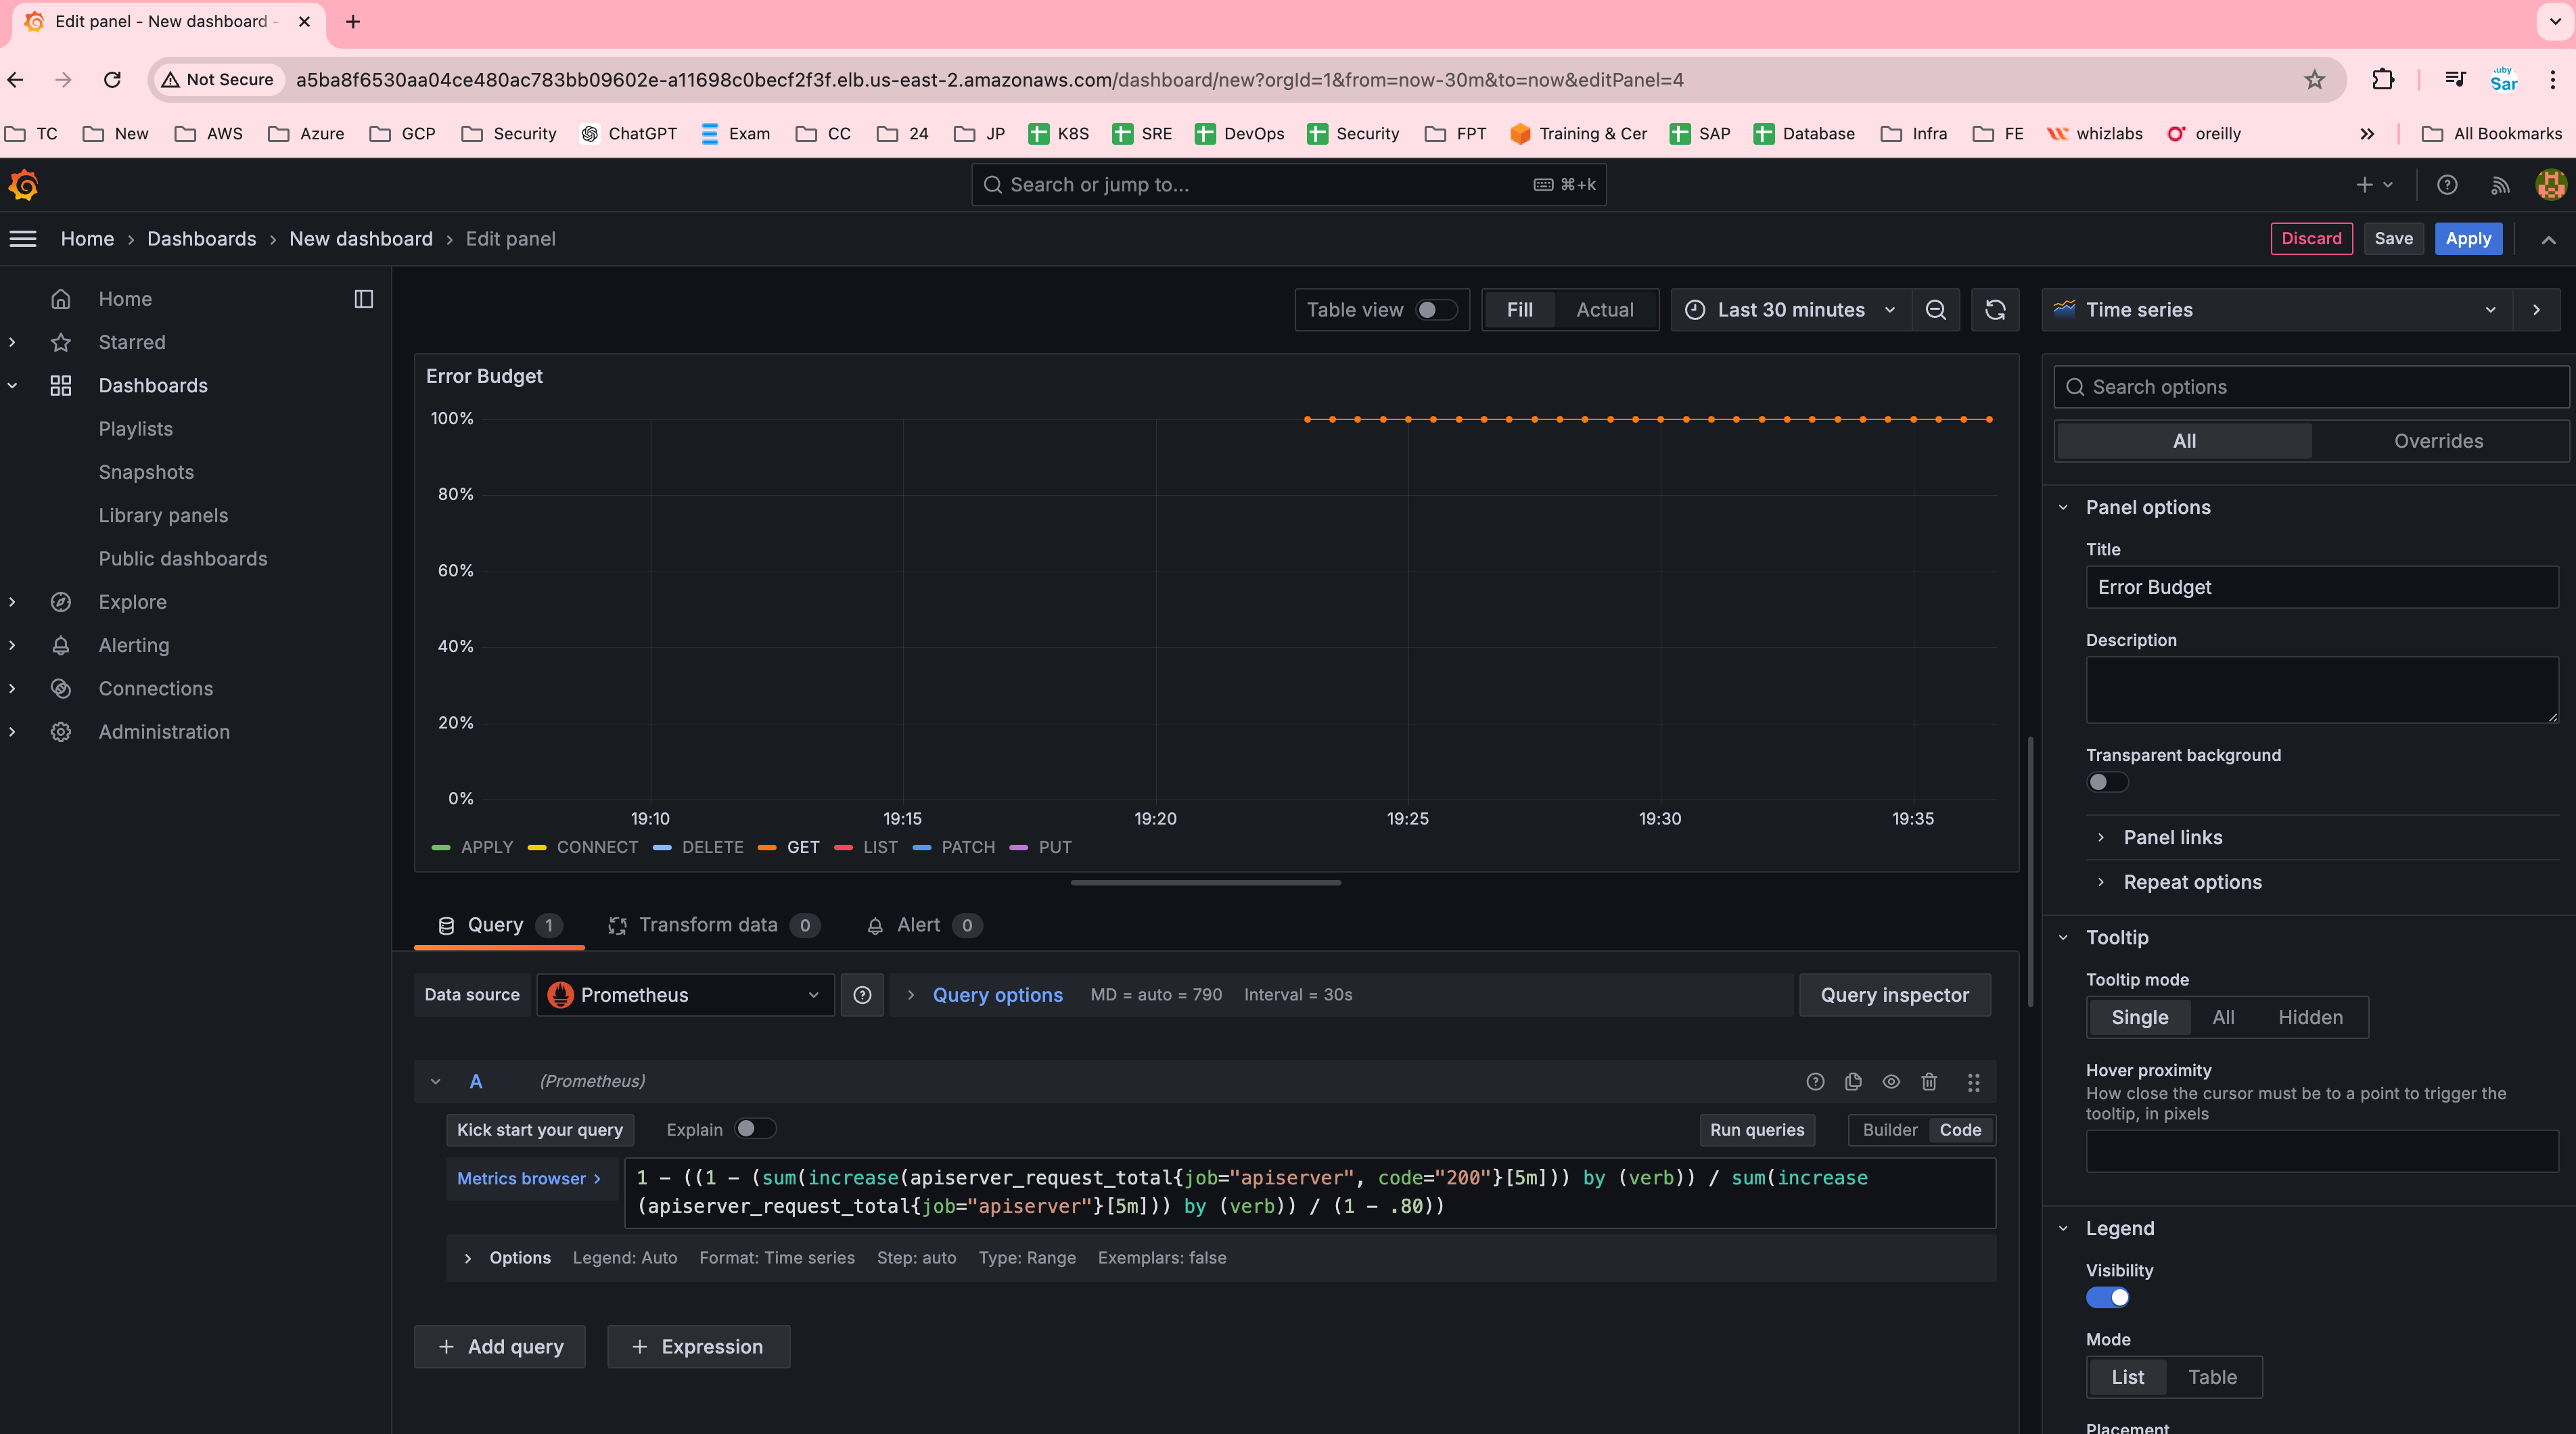 Edit panel - New dashboard -
Not Secure
a5ba8f6530aa04ce480ac783bb09602e-a11698c0becf2f3f.elb.us-east-2.amazonaws.com/dashboard/new?orgId=1&from=now-30m&to=now&editPanel=4
uby
Sar
TC New AWS Azure GCP Security ChatGPT Exam CC 24 JP K8S SRE DevOps Security FPT Training & Cer SAP Database Infra FE whizlabs oreilly » All Bookmarks
Search or jump to... ⌘+k
Home › Dashboards › New dashboard › Edit panel
Discard Save Apply
Home
Starred
Dashboards
Playlists
Snapshots
Library panels
Public dashboards
Explore
Alerting
Connections
Administration
Table view Fill Actual Last 30 minutes
Time series
Error Budget
100%
80%
60%
40%
20%
0%
19:10 19:15 19:20 19:25 19:30 19:35
APPLY CONNECT DELETE GET LIST PATCH PUT
Query 1 Transform data 0 Alert 0
Data source Prometheus Query options MD = auto = 790 Interval = 30s Query inspector
A (Prometheus)
Kick start your query Explain Run queries Builder Code
Metrics browser >
1 - ((1 - (sum(increase(apiserver_request_total{job="apiserver", code="200"}[5m])) by (verb)) / sum(increase
(apiserver_request_total{job="apiserver"}[5m])) by (verb)) / (1 - .80))
Options Legend: Auto Format: Time series Step: auto Type: Range Exemplars: false
+ Add query + Expression
Search options
All Overrides
Panel options
Title
Error Budget
Description
Transparent background
Panel links
Repeat options
Tooltip
Tooltip mode
Single All Hidden
Hover proximity
How close the cursor must be to a point to trigger the
tooltip, in pixels
Legend
Visibility
Mode
List Table
Placement